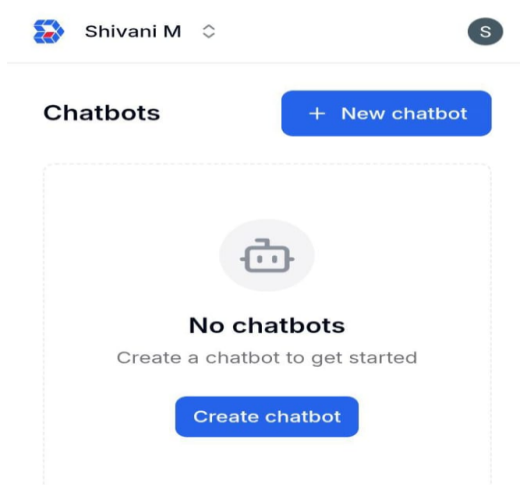 Shivani M
S
Chatbots
+ New chatbot
No chatbots
Create a chatbot to get started
Create chatbot